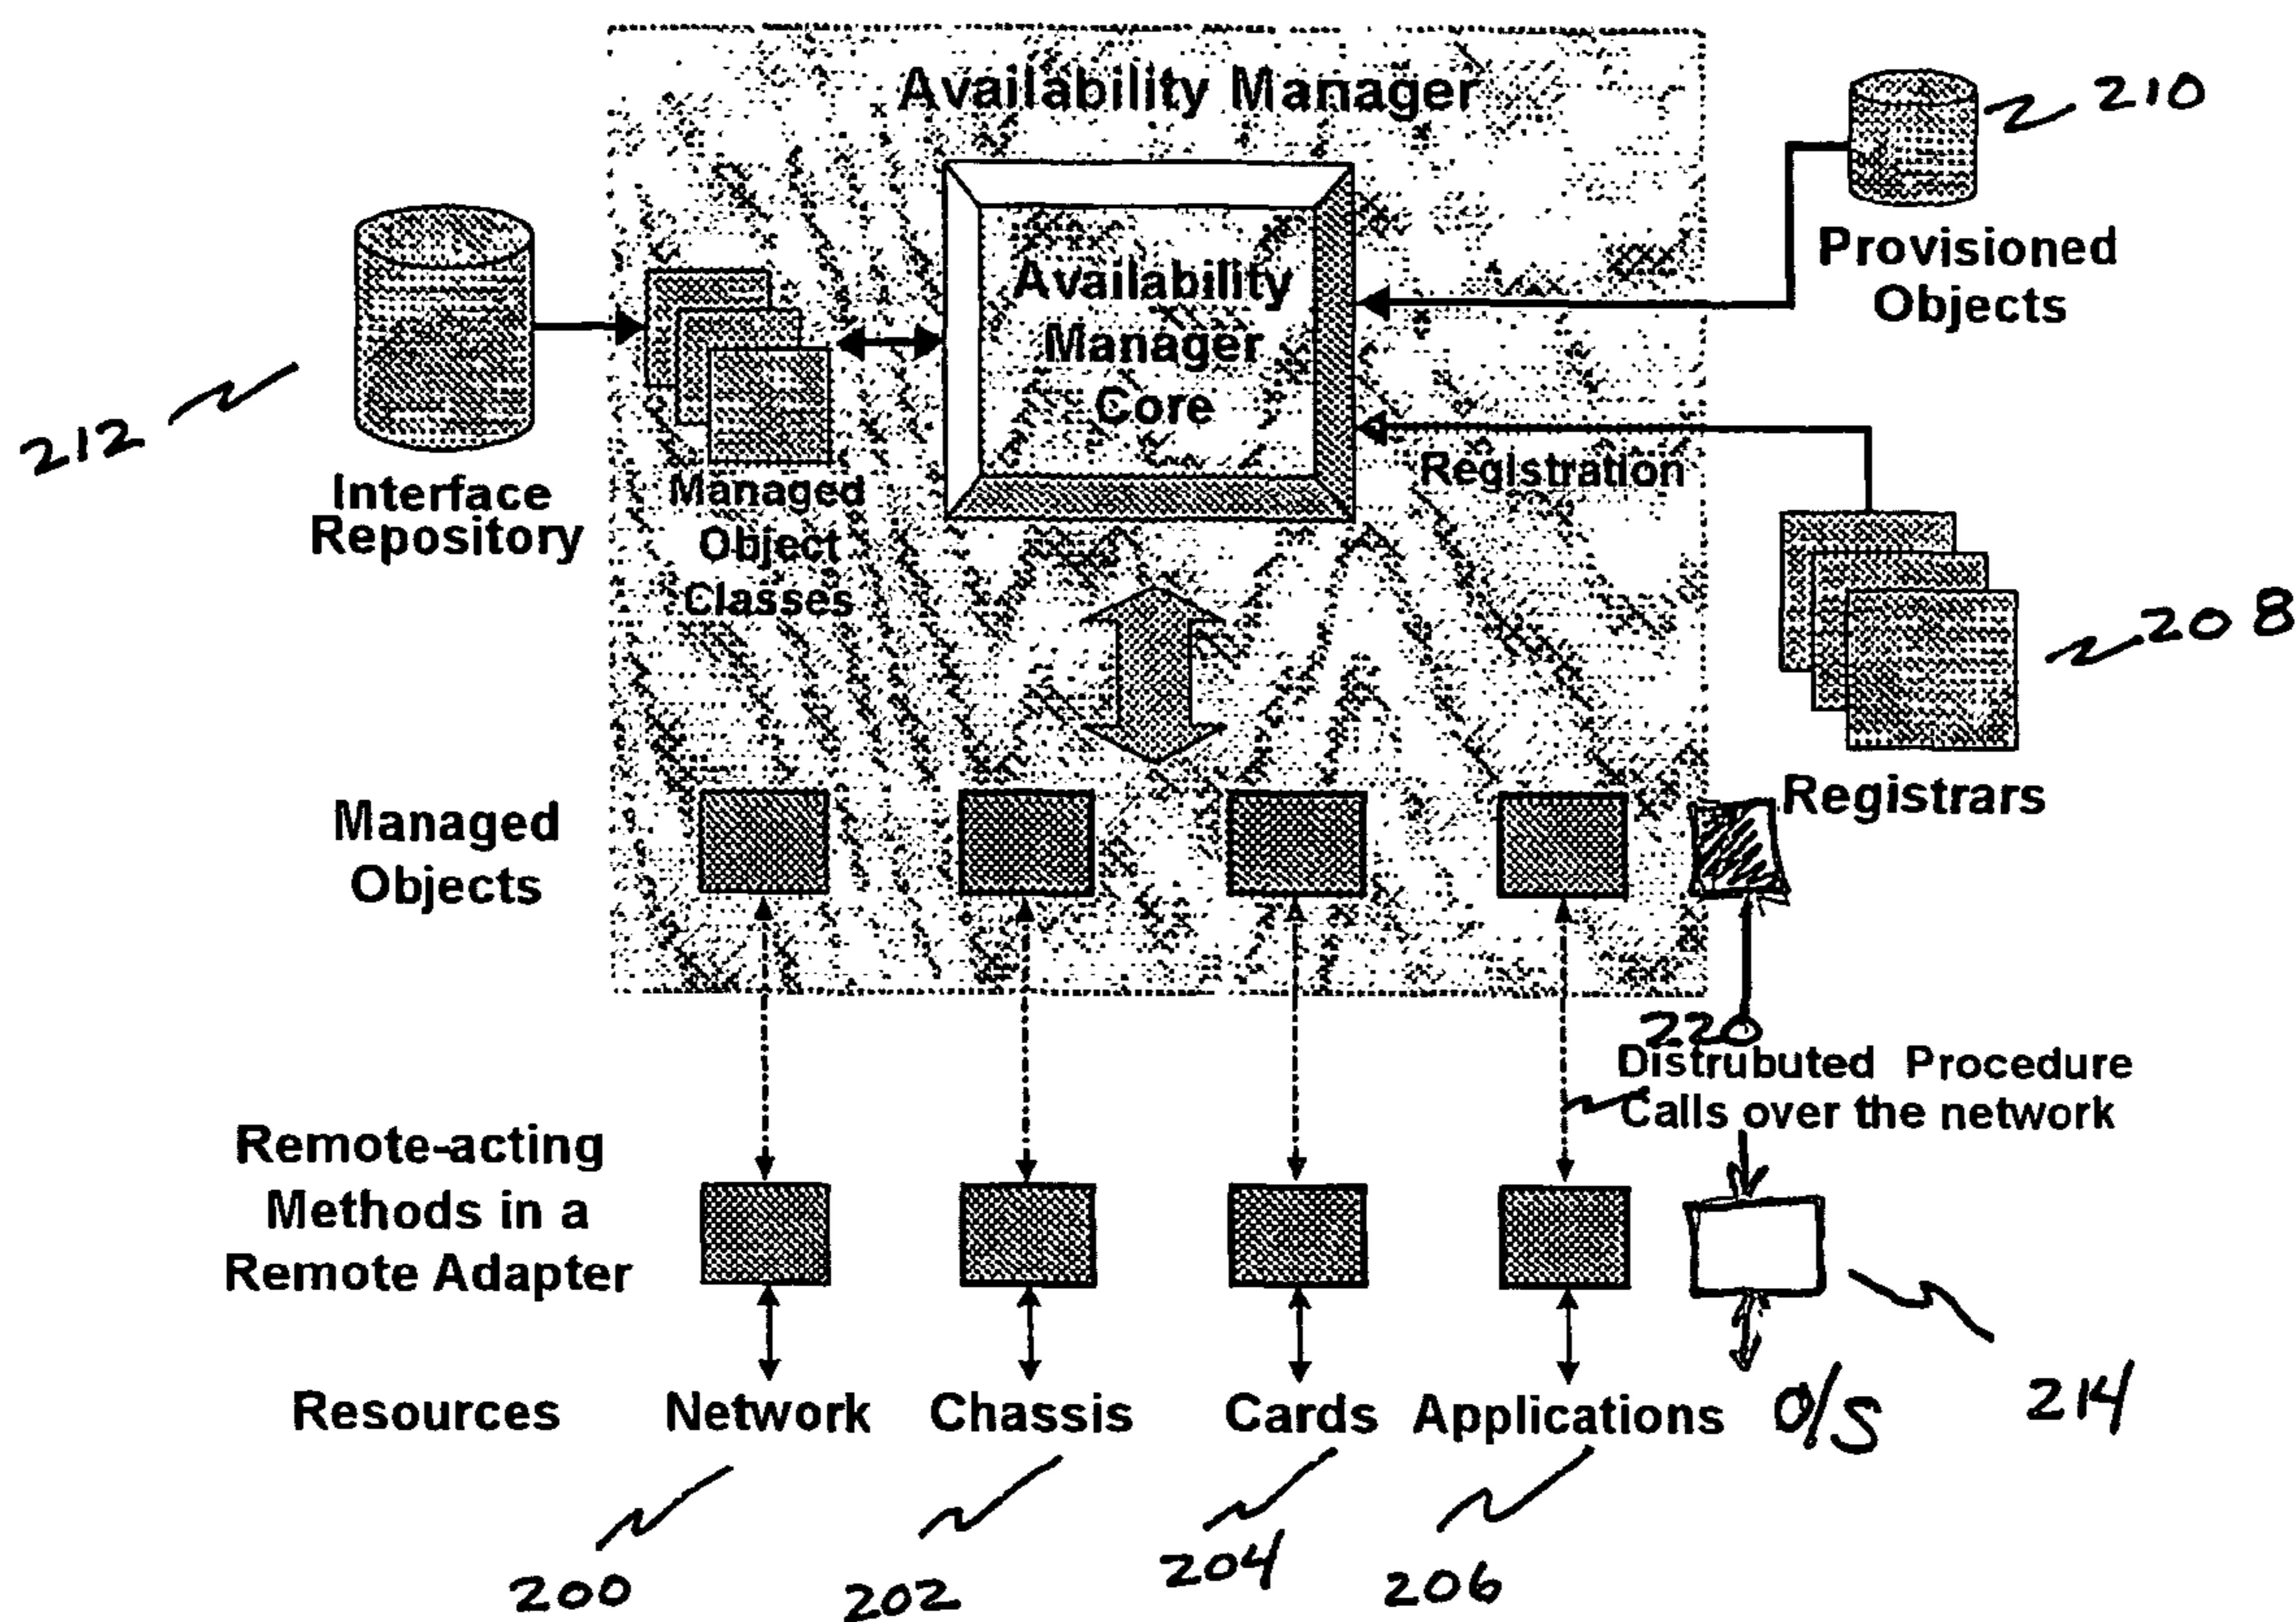 Availability Manager
210
Provisioned
Objects
Availability
Manager
Core
212
Interface
Repository
Managed
Object
Classes
Registration
208
Registrars
Managed
Objects
220
Distrubuted Procedure
Calls over the network
Remote-acting
Methods in a
Remote Adapter
214
Resources Network Chassis Cards Applications O/S
200 202 204 206